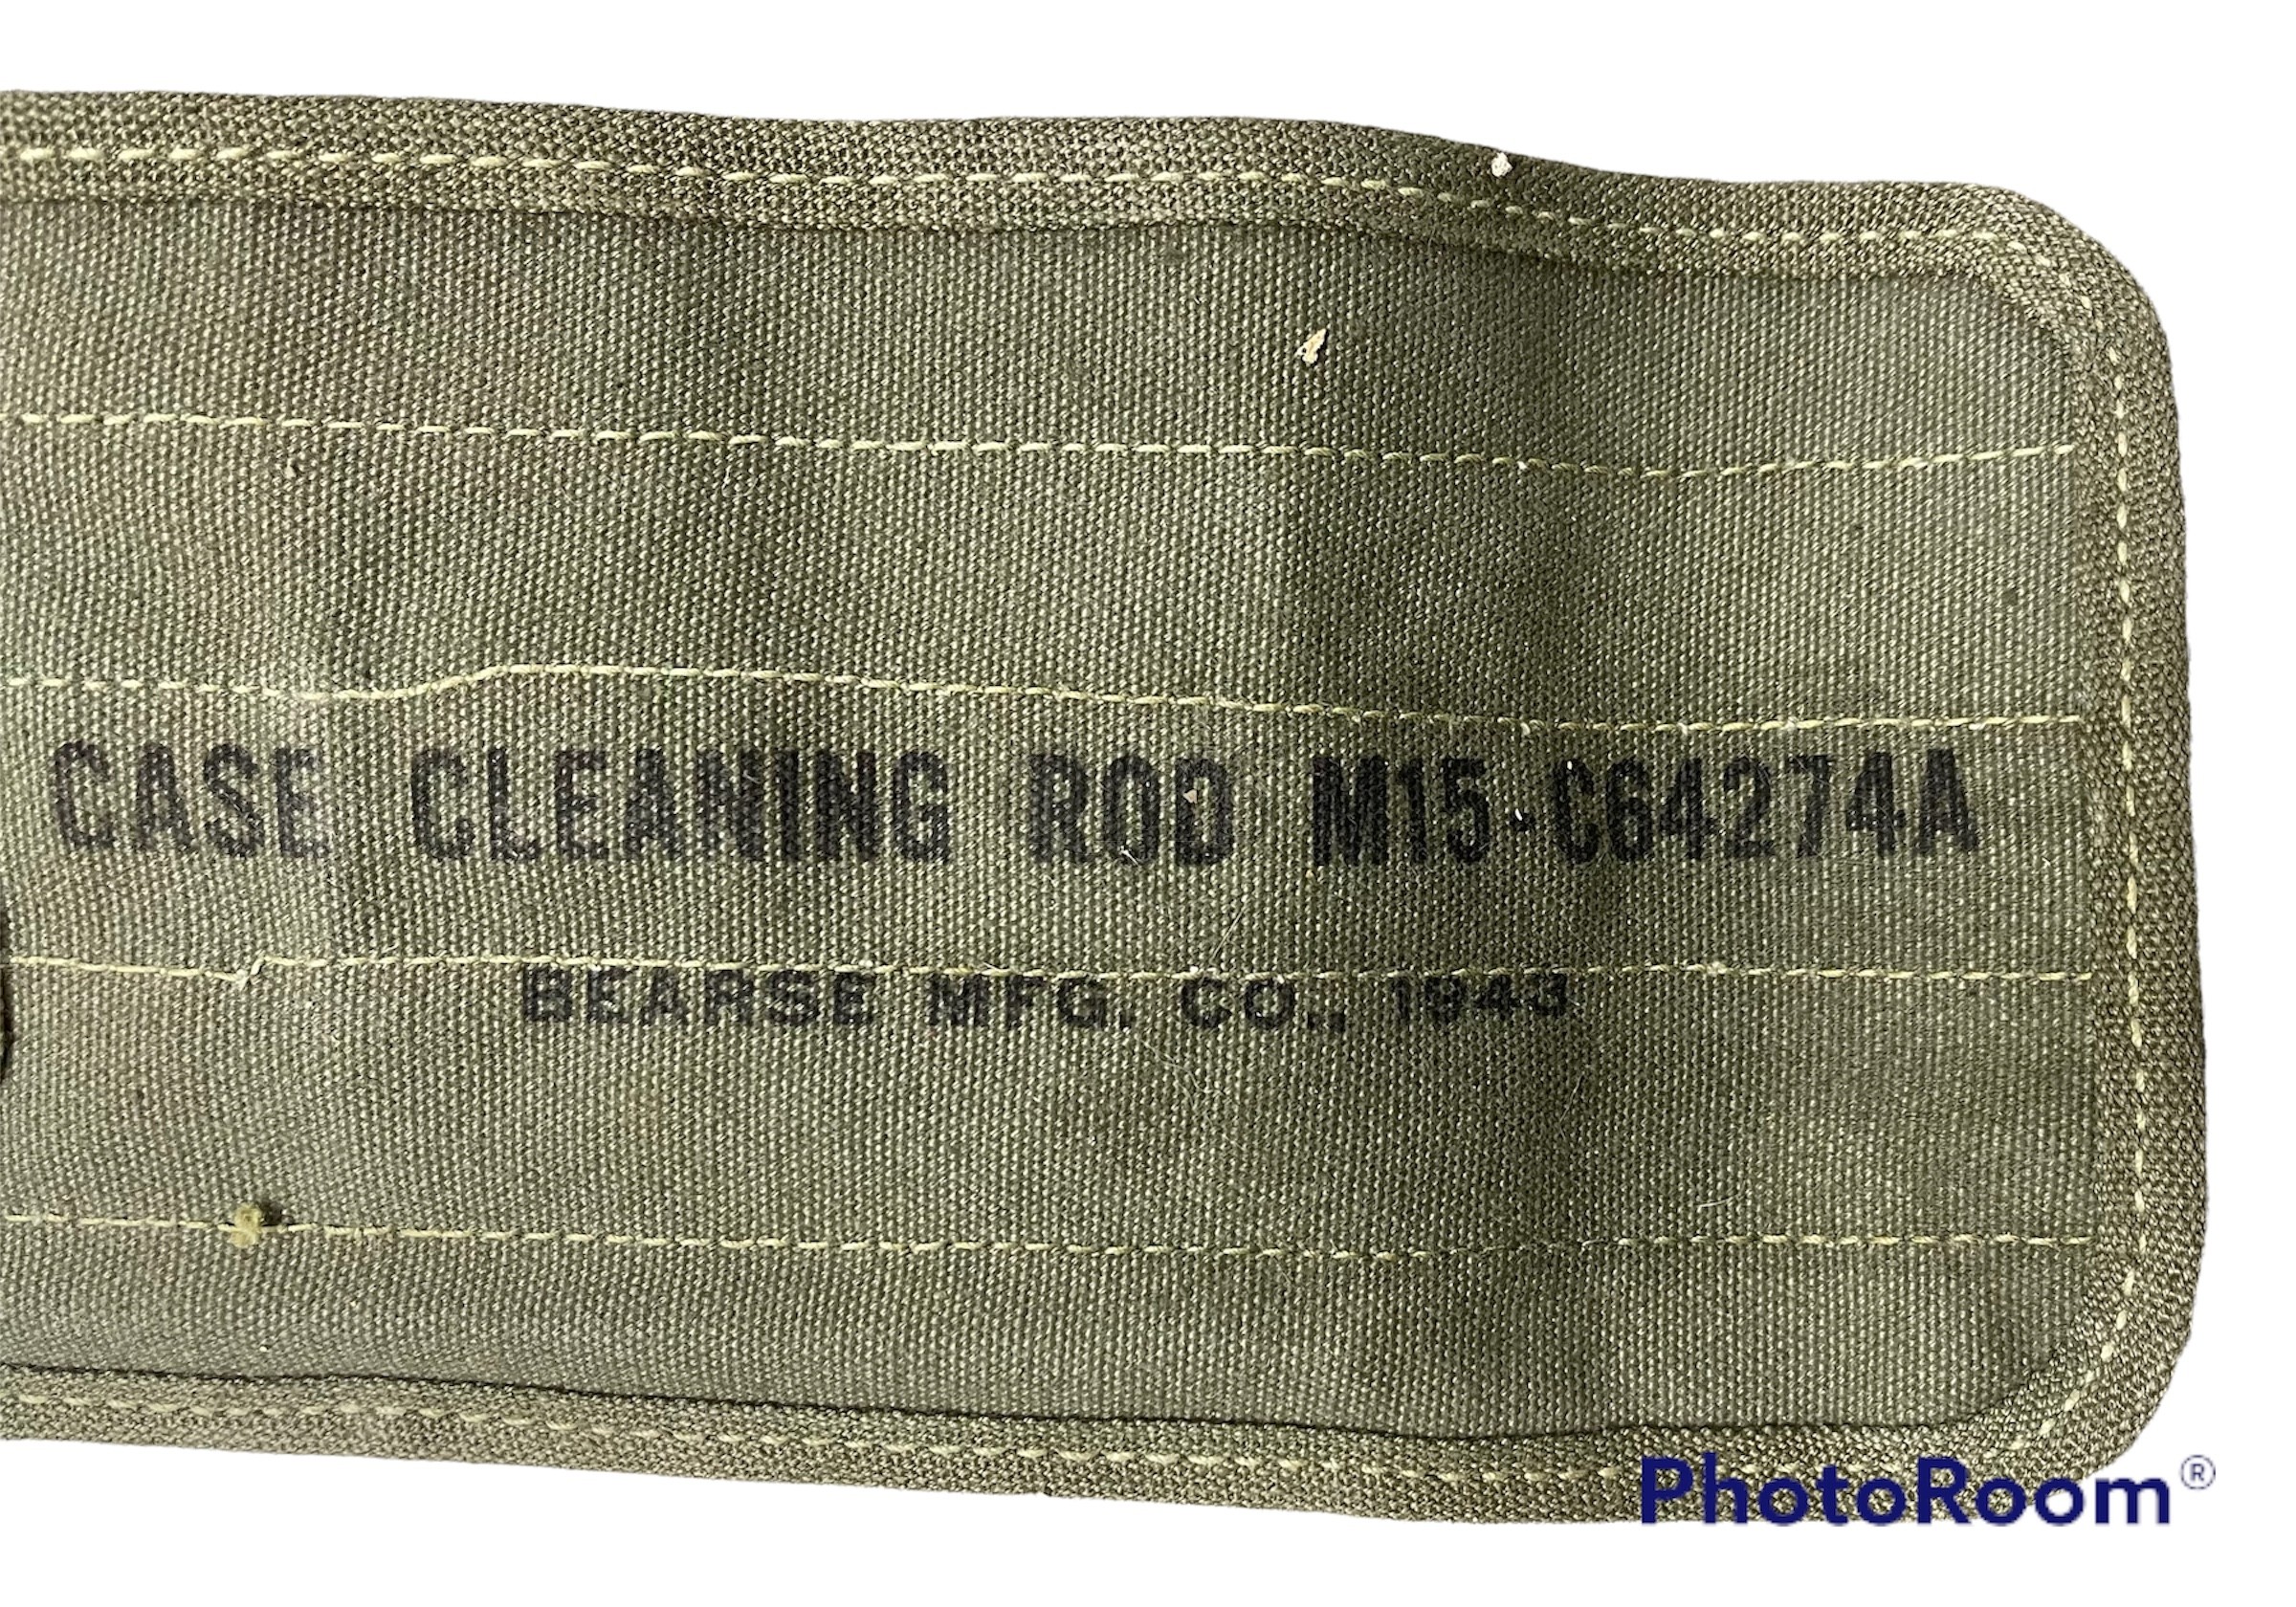 CASE CLEANING ROD M15-C64274A
BEARSE MFG. CO., 1943
PhotoRoom®